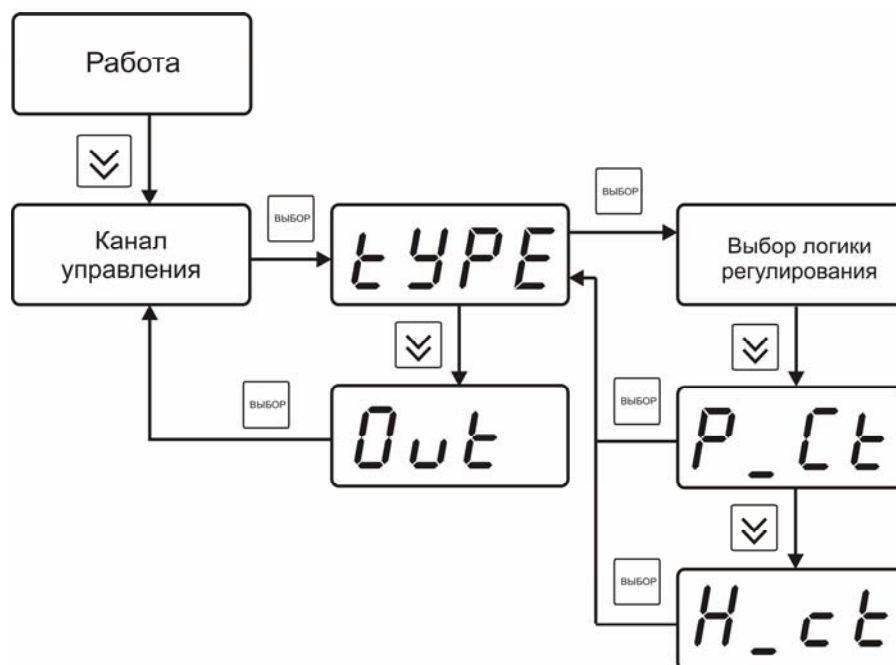 Работа
Канал
управления
ВЫБОР
tYPE
ВЫБОР
Выбор логики
регулирования
ВЫБОР
Out
ВЫБОР
P_Ct
ВЫБОР
H_ct